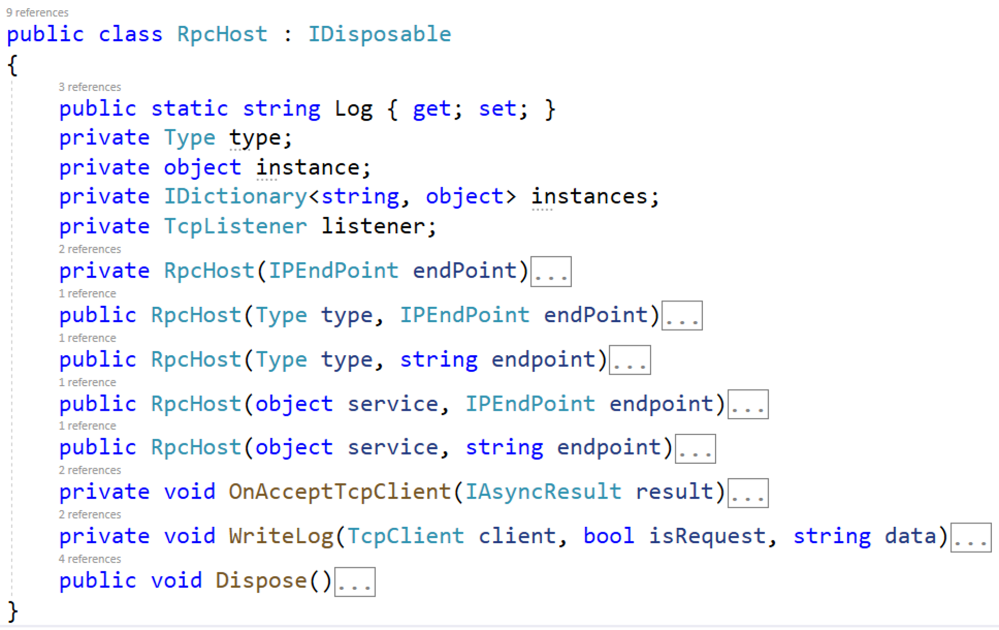 9 references
public class RpcHost : IDisposable
{
3 references
public static string Log { get; set; }
private Type type;
private object instance;
private IDictionary<string, object> instances;
private TcpListener listener;
2 references
private RpcHost(IPEndPoint endPoint)...
1 reference
public RpcHost(Type type, IPEndPoint endPoint)...
1 reference
public RpcHost(Type type, string endpoint)...
1 reference
public RpcHost(object service, IPEndPoint endpoint)...
1 reference
public RpcHost(object service, string endpoint)...
2 references
private void OnAcceptTcpClient(IAsyncResult result)...
2 references
private void WriteLog(TcpClient client, bool isRequest, string data)...
4 references
public void Dispose()...
}